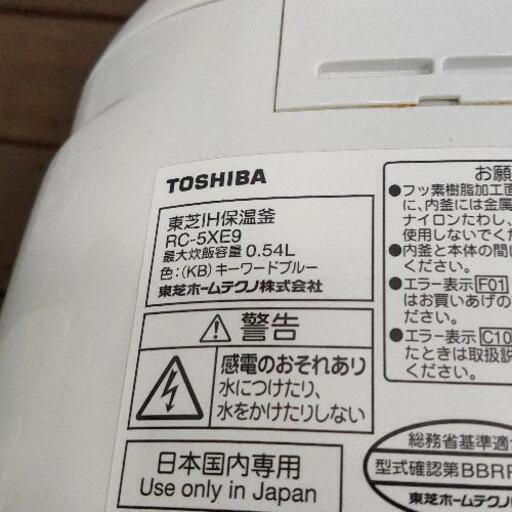 TOSHIBA
東芝IH保温釜
RC-5XE9
最大炊飯容量 0.54L
色:(KB)キーワードブルー
東芝ホームテクノ株式会社
警告
感電のおそれあり
水につけたり、
水をかけたりしない
日本国内専用
Use only in Japan
お願
●フッ素樹脂加工面
に、内釜には金属
ナイロンたわし、
使用しないでくだ
●内釜と本体の間に
ください。
●エラー表示 F01
はお買いあげの
ださい。
●エラー表示 C10
たときは取扱説
ください。
総務省基準適合
型式確認第BBRP
東芝ホームテクノ